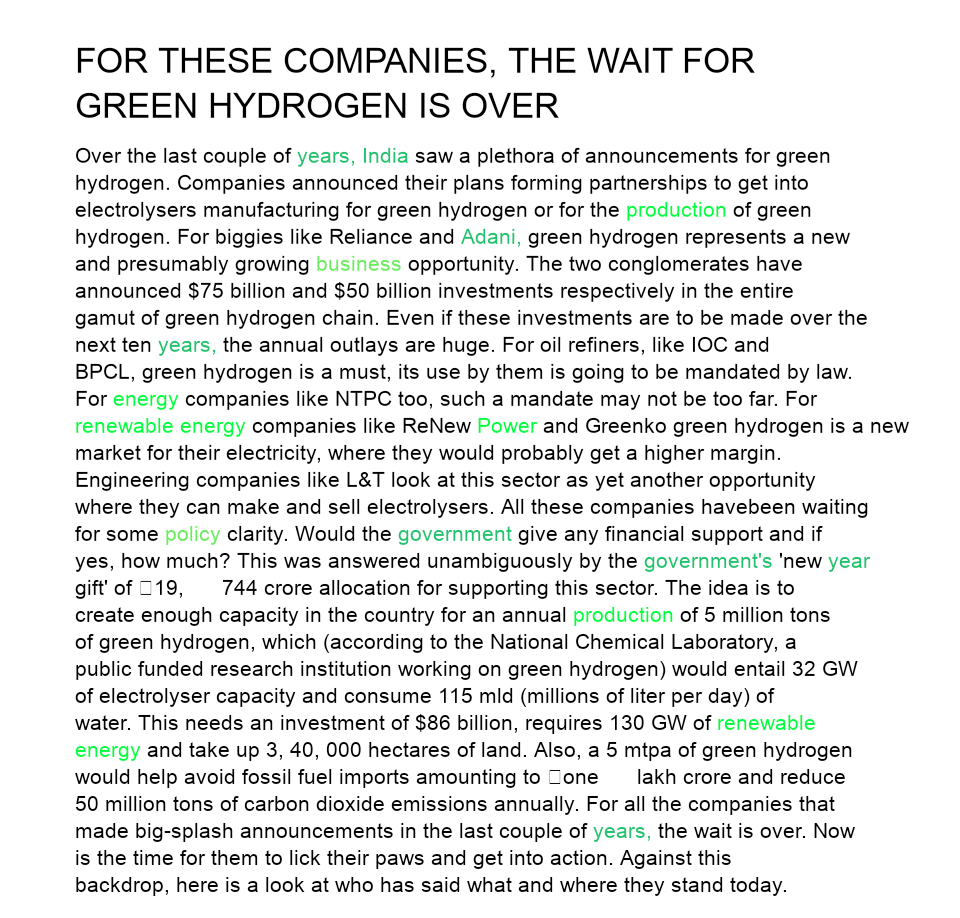 FOR THESE COMPANIES, THE WAIT FOR
GREEN HYDROGEN IS OVER
Over the last couple of years, India saw a plethora of announcements for green
hydrogen. Companies announced their plans forming partnerships to get into
electrolysers manufacturing for green hydrogen or for the production of green
hydrogen. For biggies like Reliance and Adani, green hydrogen represents a new
and presumably growing business opportunity. The two conglomerates have
announced $75 billion and $50 billion investments respectively in the entire
gamut of green hydrogen chain. Even if these investments are to be made over the
next ten years, the annual outlays are huge. For oil refiners, like IOC and
BPCL, green hydrogen is a must, its use by them is going to be mandated by law.
For energy companies like NTPC too, such a mandate may not be too far. For
renewable energy companies like ReNew Power and Greenko green hydrogen is a new
market for their electricity, where they would probably get a higher margin.
Engineering companies like L&T look at this sector as yet another opportunity
where they can make and sell electrolysers. All these companies havebeen waiting
for some policy clarity. Would the government give any financial support and if
yes, how much? This was answered unambiguously by the government's 'new year
gift' of □19, 744 crore allocation for supporting this sector. The idea is to
create enough capacity in the country for an annual production of 5 million tons
of green hydrogen, which (according to the National Chemical Laboratory, a
public funded research institution working on green hydrogen) would entail 32 GW
of electrolyser capacity and consume 115 mld (millions of liter per day) of
water. This needs an investment of $86 billion, requires 130 GW of renewable
energy and take up 3, 40, 000 hectares of land. Also, a 5 mtpa of green hydrogen
would help avoid fossil fuel imports amounting to □one lakh crore and reduce
50 million tons of carbon dioxide emissions annually. For all the companies that
made big-splash announcements in the last couple of years, the wait is over. Now
is the time for them to lick their paws and get into action. Against this
backdrop, here is a look at who has said what and where they stand today.